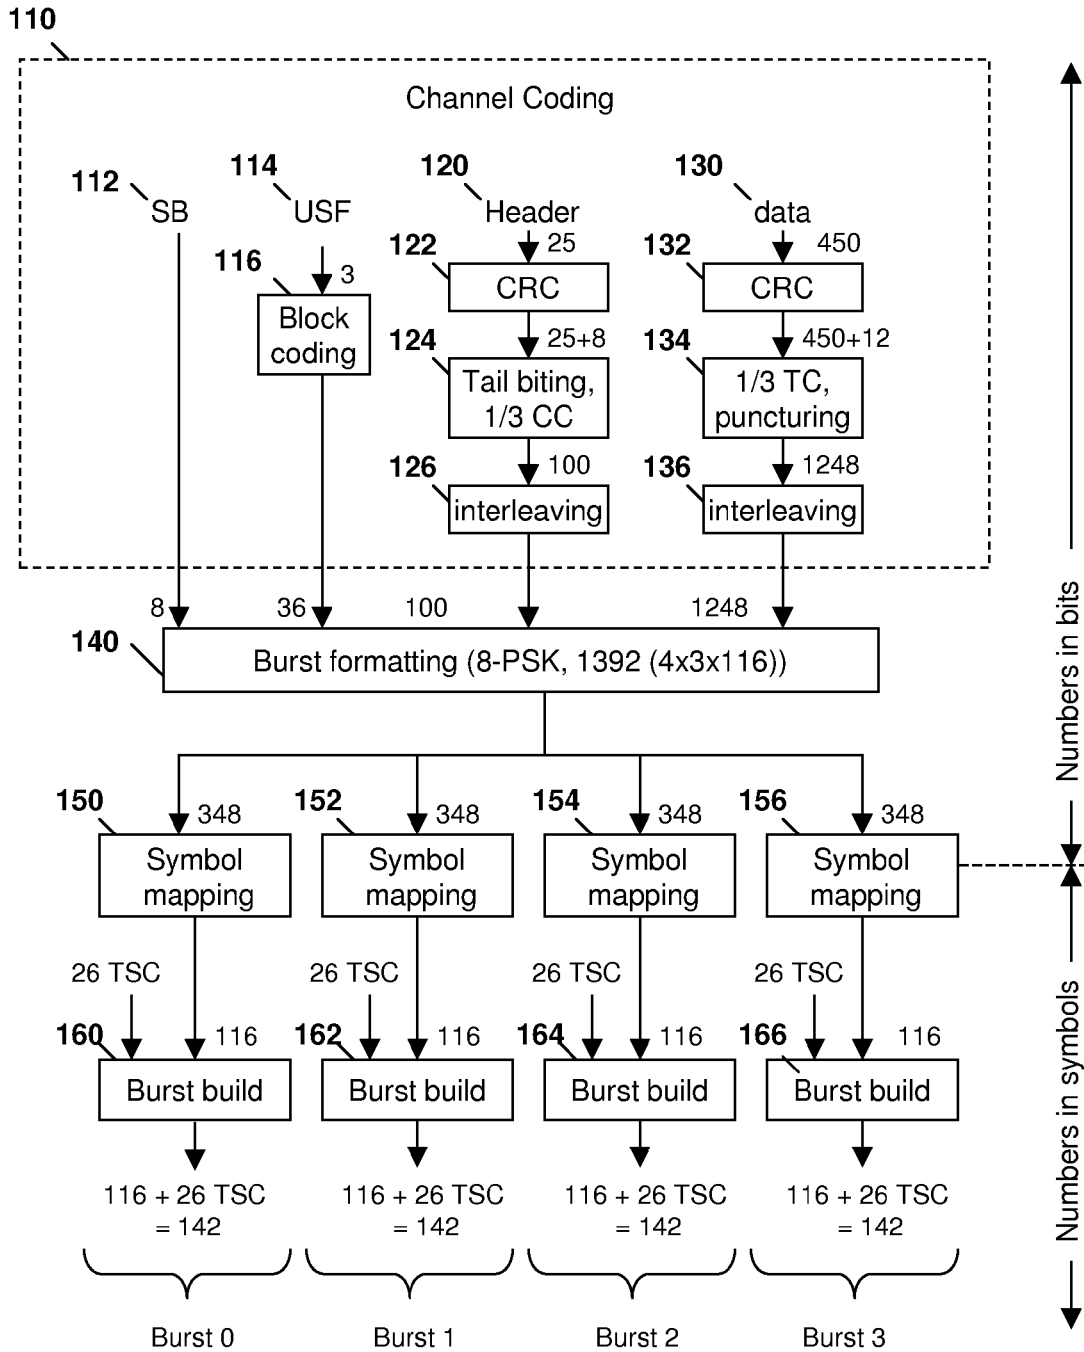 110
Channel Coding
112
SB
114
USF
120
Header
130
data
116
3
122
25
132
450
Block
coding
CRC
CRC
124
25+8
134
450+12
Tail biting,
1/3 CC
1/3 TC,
puncturing
126
100
136
1248
interleaving
interleaving
8
36
100
1248
140
Burst formatting (8-PSK, 1392 (4x3x116))
Numbers in bits
150
348
152
348
154
348
156
348
Symbol
mapping
Symbol
mapping
Symbol
mapping
Symbol
mapping
26 TSC
26 TSC
26 TSC
26 TSC
160
116
162
116
164
116
166
116
Burst build
Burst build
Burst build
Burst build
Numbers in symbols
116 + 26 TSC
= 142
116 + 26 TSC
= 142
116 + 26 TSC
= 142
116 + 26 TSC
= 142
Burst 0
Burst 1
Burst 2
Burst 3